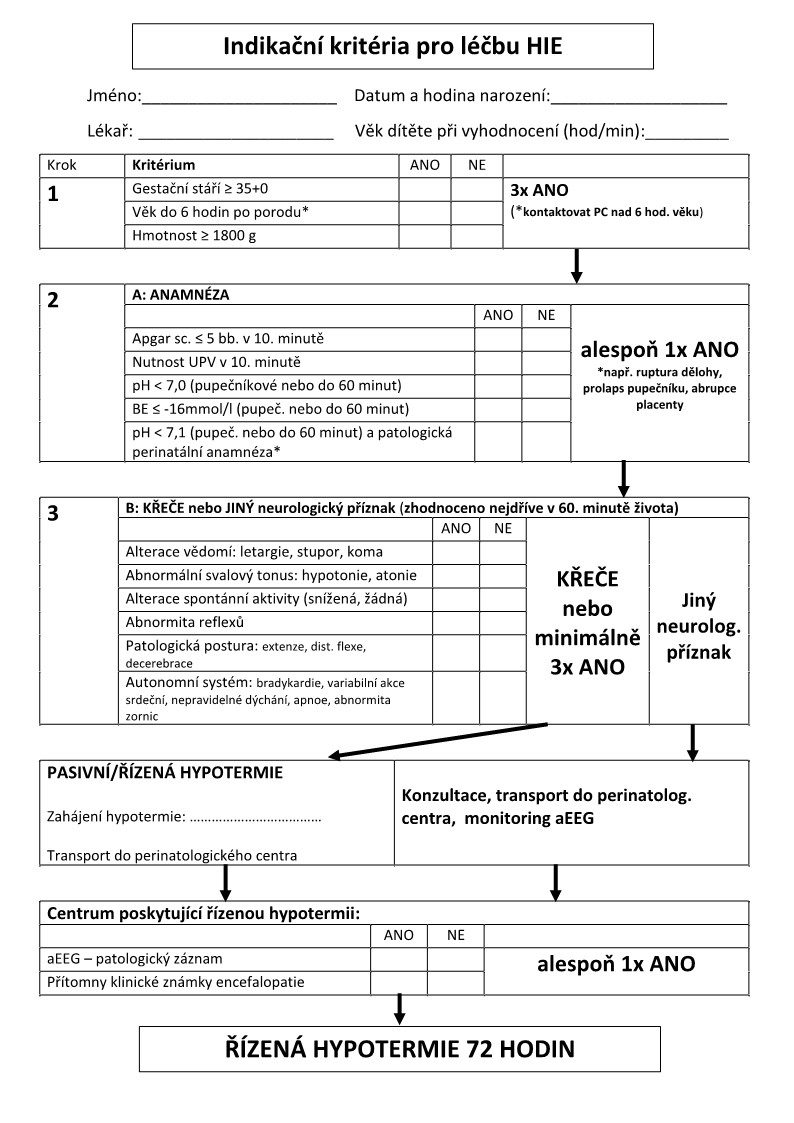 Indikační kritéria pro léčbu HIE
Jméno:_____________________ Datum a hodina narození:___________________
Lékař: _____________________ Věk dítěte při vyhodnocení (hod/min):_________
Krok Kritérium ANO NE
1 Gestační stáří ≥ 35+0 3x ANO
Věk do 6 hodin po porodu* (*kontaktovat PC nad 6 hod. věku)
Hmotnost ≥ 1800 g
2 A: ANAMNÉZA
ANO NE
Apgar sc. ≤ 5 bb. v 10. minutě
Nutnost UPV v 10. minutě
pH < 7,0 (pupečníkové nebo do 60 minut)
BE ≤ -16mmol/l (pupeč. nebo do 60 minut)
pH < 7,1 (pupeč. nebo do 60 minut) a patologická
perinatální anamnéza*
alespoň 1x ANO
*např. ruptura dělohy,
prolaps pupečníku, abrupce
placenty
3 B: KŘEČE nebo JINÝ neurologický příznak (zhodnoceno nejdříve v 60. minutě života)
ANO NE
Alterace vědomí: letargie, stupor, koma
Abnormální svalový tonus: hypotonie, atonie
Alterace spontánní aktivity (snížená, žádná)
Abnormita reflexů
Patologická postura: extenze, dist. flexe,
decerebrace
Autonomní systém: bradykardie, variabilní akce
srdeční, nepravidelné dýchání, apnoe, abnormita
zornic
KŘEČE
nebo
minimálně
3x ANO
Jiný
neurolog.
příznak
PASIVNÍ/ŘÍZENÁ HYPOTERMIE
Zahájení hypotermie: ………………………………
Transport do perinatologického centra
Konzultace, transport do perinatolog.
centra, monitoring aEEG
Centrum poskytující řízenou hypotermii:
ANO NE
aEEG – patologický záznam
Přítomny klinické známky encefalopatie
alespoň 1x ANO
ŘÍZENÁ HYPOTERMIE 72 HODIN